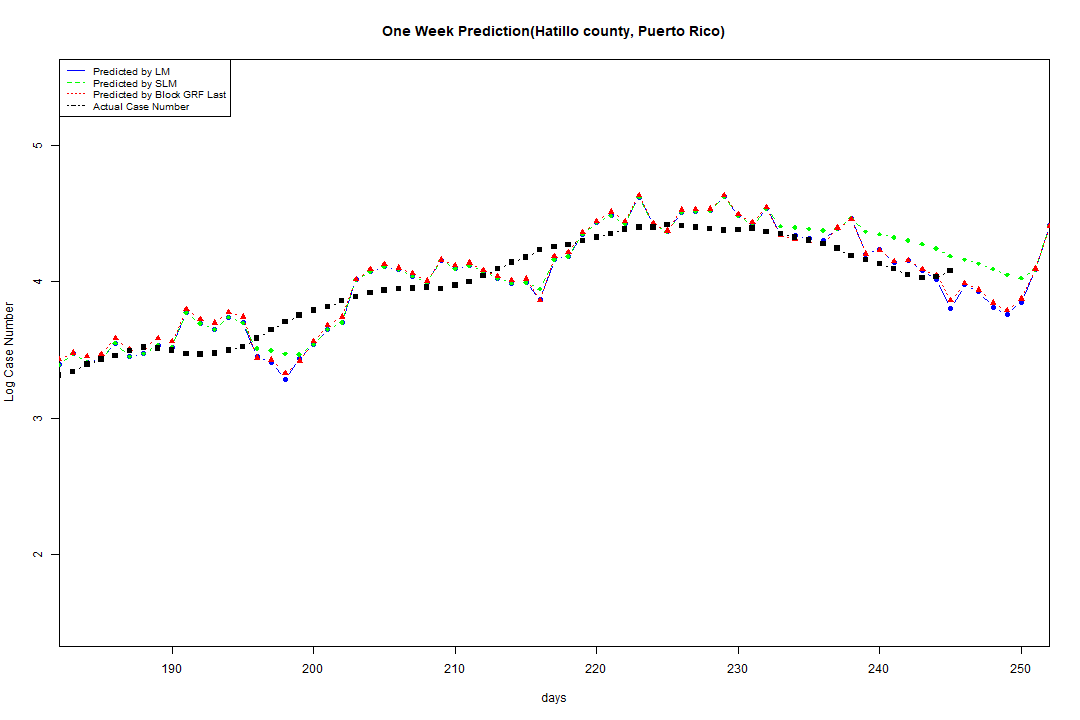 One Week Prediction(Hatillo county, Puerto Rico)
Predicted by LM
Predicted by SLM
Predicted by Block GRF Last
Actual Case Number
5
4
3
2
Log Case Number
190 200 210 220 230 240 250
days